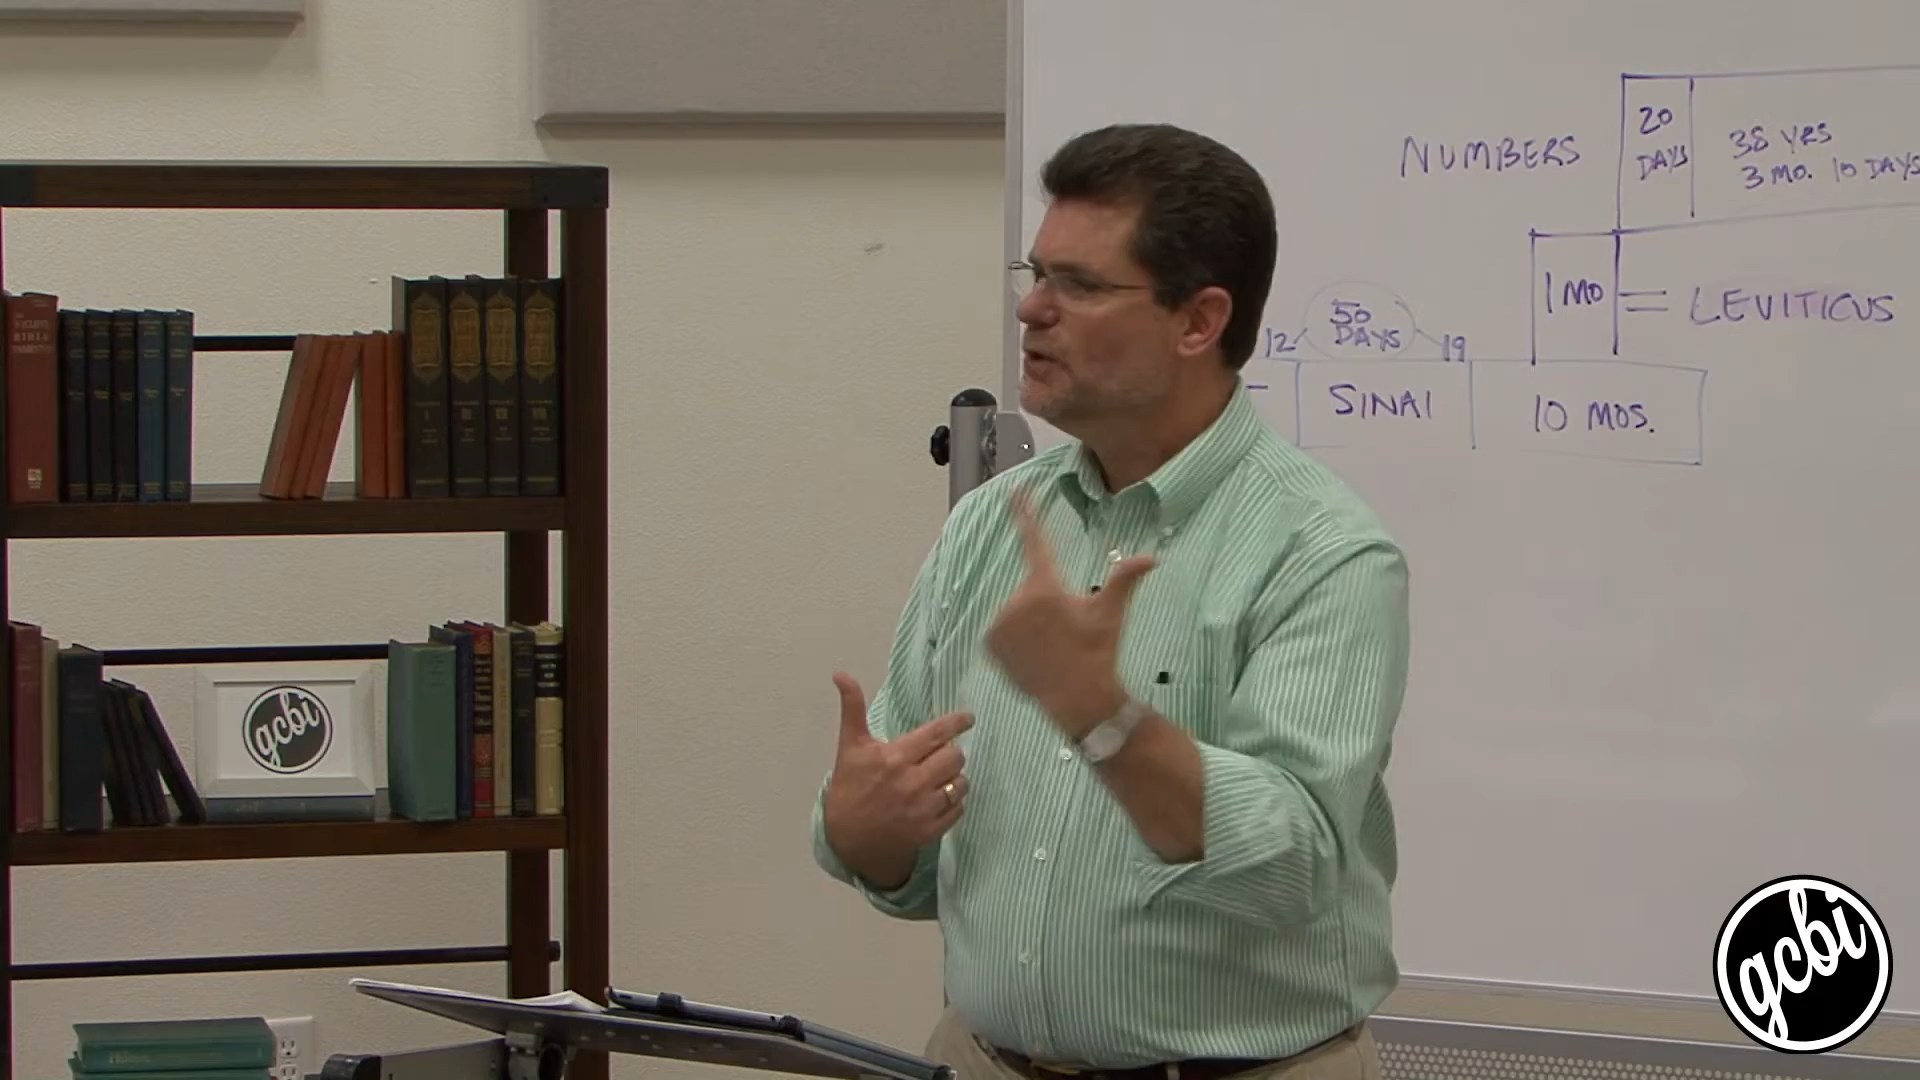 NUMBERS
20
DAYS
38 YRS
3 MO. 10 DAYS
1 MO
= LEVITICUS
50
DAYS
12
19
SINAI
10 MOS.
BIBLE
gcbi
gcbi